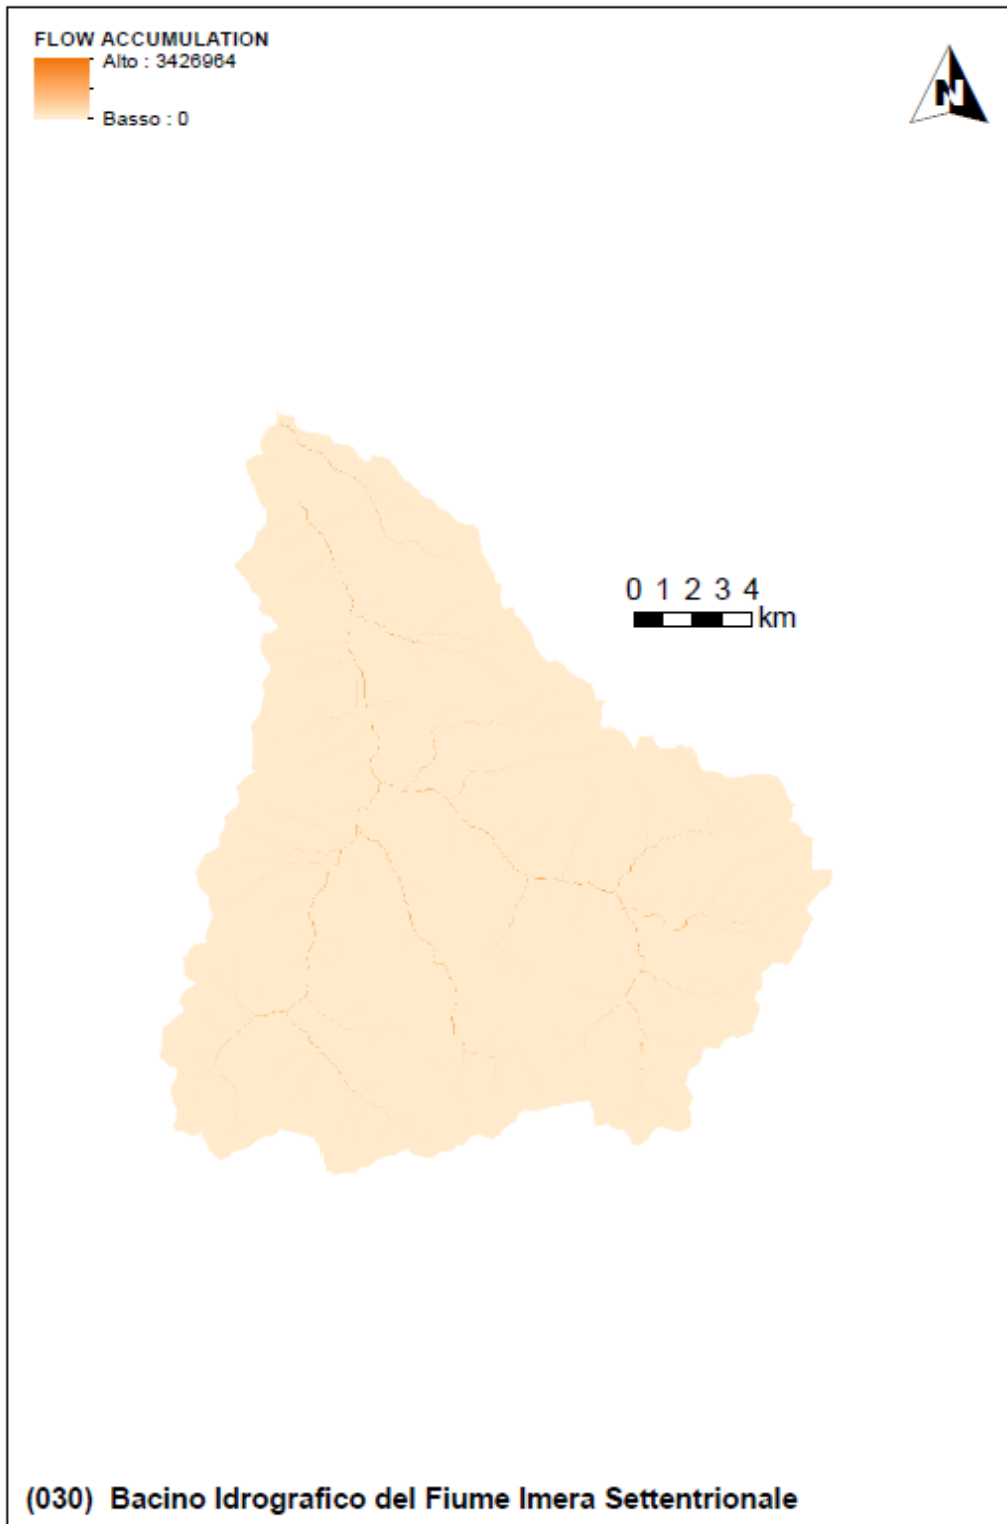 FLOW ACCUMULATION
Alto : 3426964
Basso : 0
N
0 1 2 3 4
km
(030) Bacino Idrografico del Fiume Imera Settentrionale